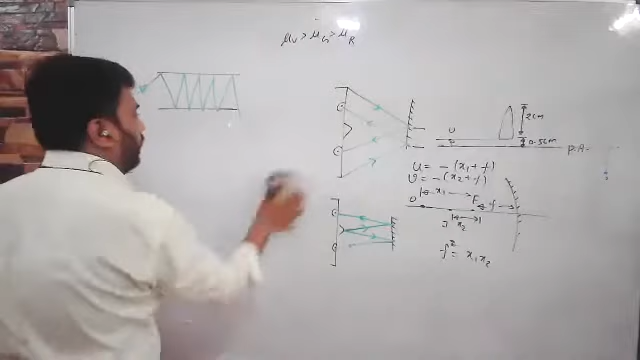 μv > μG > μR
2cm
0.5cm
P.A.
u = -(x₁+f)
v = -(x₂+f)
x₁
O
F
f
I
x₂
f² = x₁x₂